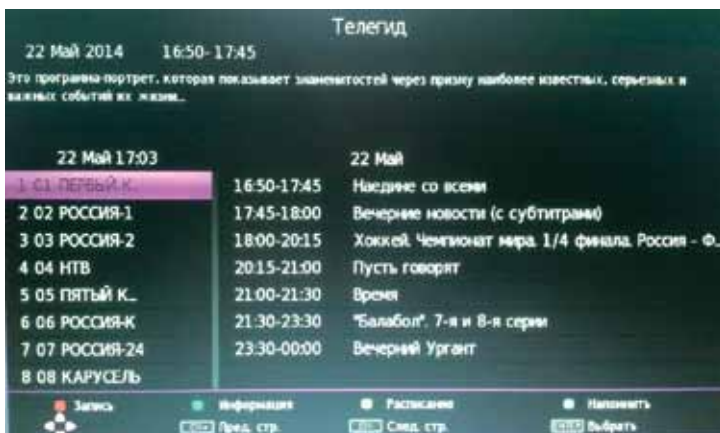 Телегид
22 Май 2014 16:50-17:45
Это программа-портрет, которая показывает знаменитостей через призму наиболее известных, серьезных и
важных событий их жизни...
22 Май 17:03 22 Май
1 01 ПЕРВЫЙ К... 16:50-17:45 Наедине со всеми
2 02 РОССИЯ-1 17:45-18:00 Вечерние новости (с субтитрами)
3 03 РОССИЯ-2 18:00-20:15 Хоккей. Чемпионат мира. 1/4 финала. Россия - Ф...
4 04 НТВ 20:15-21:00 Пусть говорят
5 05 ПЯТЫЙ К... 21:00-21:30 Время
6 06 РОССИЯ-К 21:30-23:30 "Балабол". 7-я и 8-я серии
7 07 РОССИЯ-24 23:30-00:00 Вечерний Ургант
8 08 КАРУСЕЛЬ
Запись Информация Расписание Напомнить
Пред. стр. След. стр. Выбрать